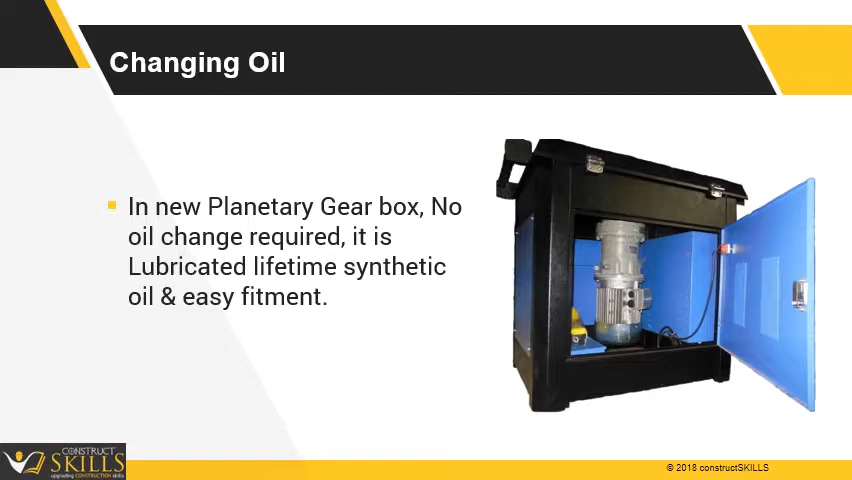 Changing Oil
In new Planetary Gear box, No
oil change required, it is
Lubricated lifetime synthetic
oil & easy fitment.
CONSTRUCT
SKILLS
upgrading CONSTRUCTION skills
© 2018 constructSKILLS